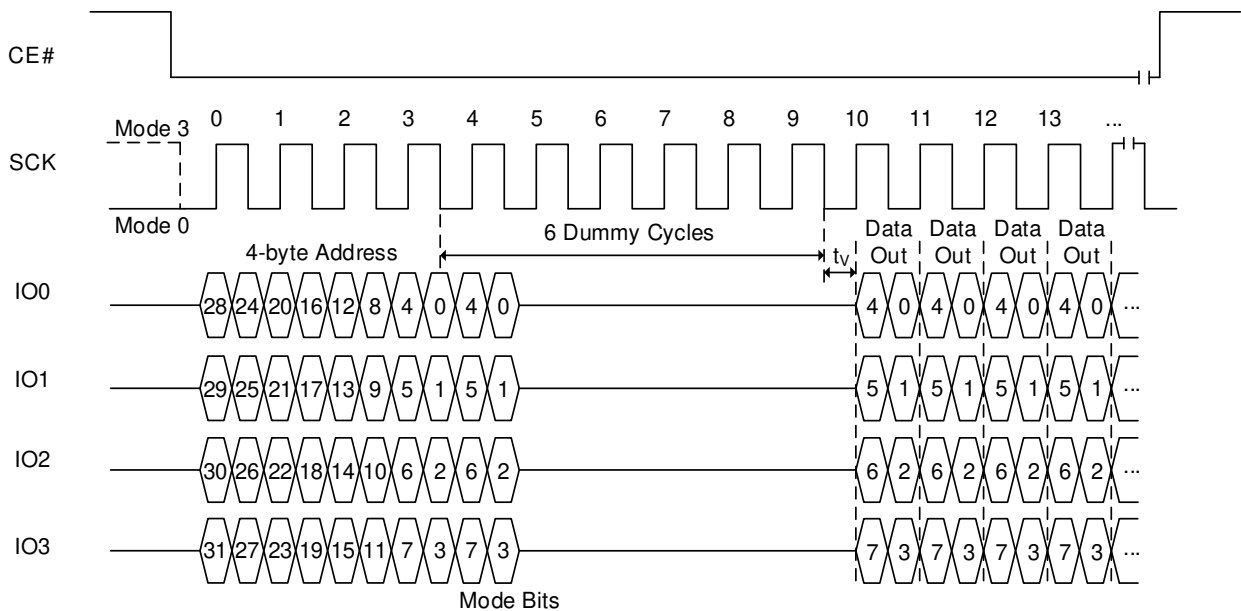 CE#
0 1 2 3 4 5 6 7 8 9 10 11 12 13 ...
Mode 3
SCK
Mode 0
6 Dummy Cycles
Data Out Data Out Data Out Data Out
4-byte Address
tV
IO0 28 24 20 16 12 8 4 0 4 0 4 0 4 0 4 0 4 0 ...
IO1 29 25 21 17 13 9 5 1 5 1 5 1 5 1 5 1 5 1 ...
IO2 30 26 22 18 14 10 6 2 6 2 6 2 6 2 6 2 6 2 ...
IO3 31 27 23 19 15 11 7 3 7 3 7 3 7 3 7 3 7 3 ...
Mode Bits